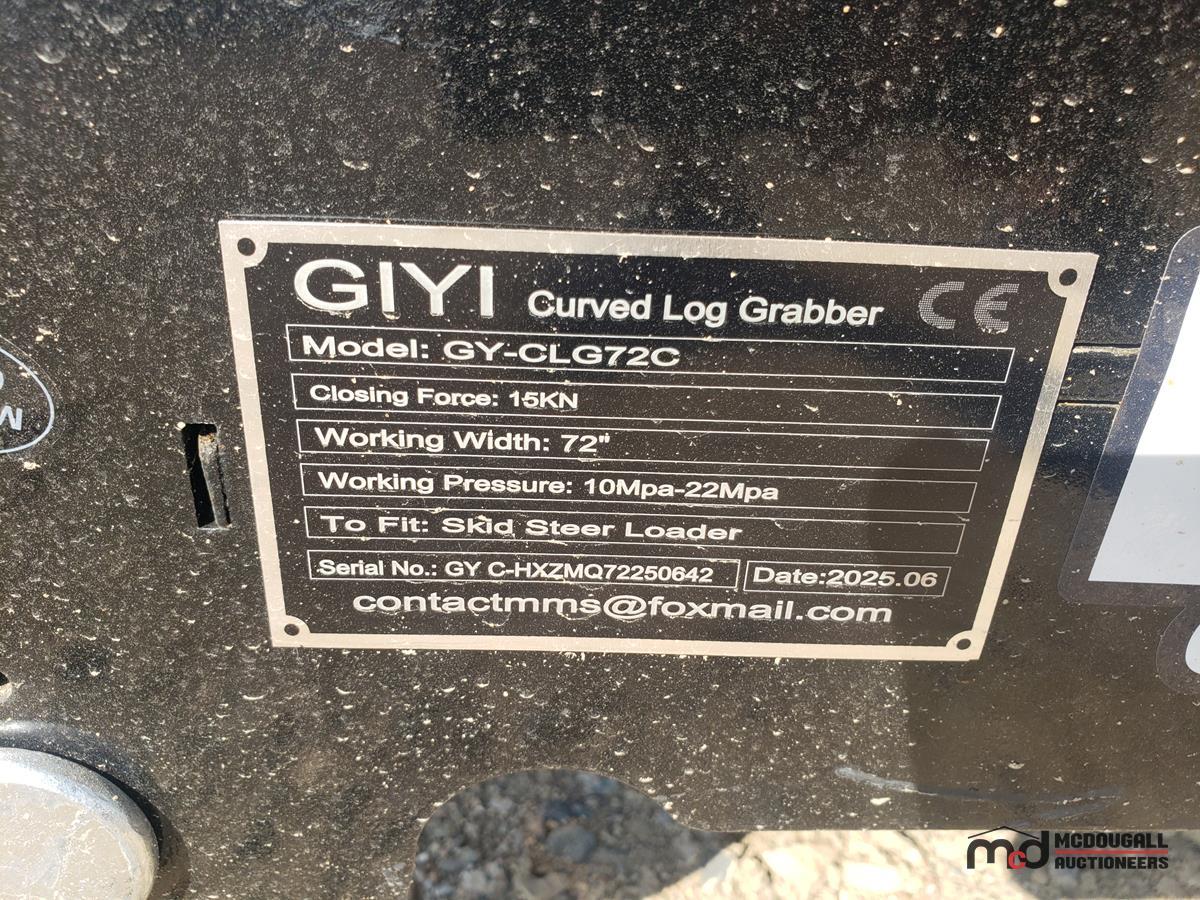 GIYI Curved Log Grabber CE
Model: GY-CLG72C
Closing Force: 15KN
Working Width: 72"
Working Pressure: 10Mpa-22Mpa
To Fit: Skid Steer Loader
Serial No.: GY C-HXZMQ72250642 Date:2025.06
contactmms@foxmail.com
mcd MCDOUGALL
AUCTIONEERS